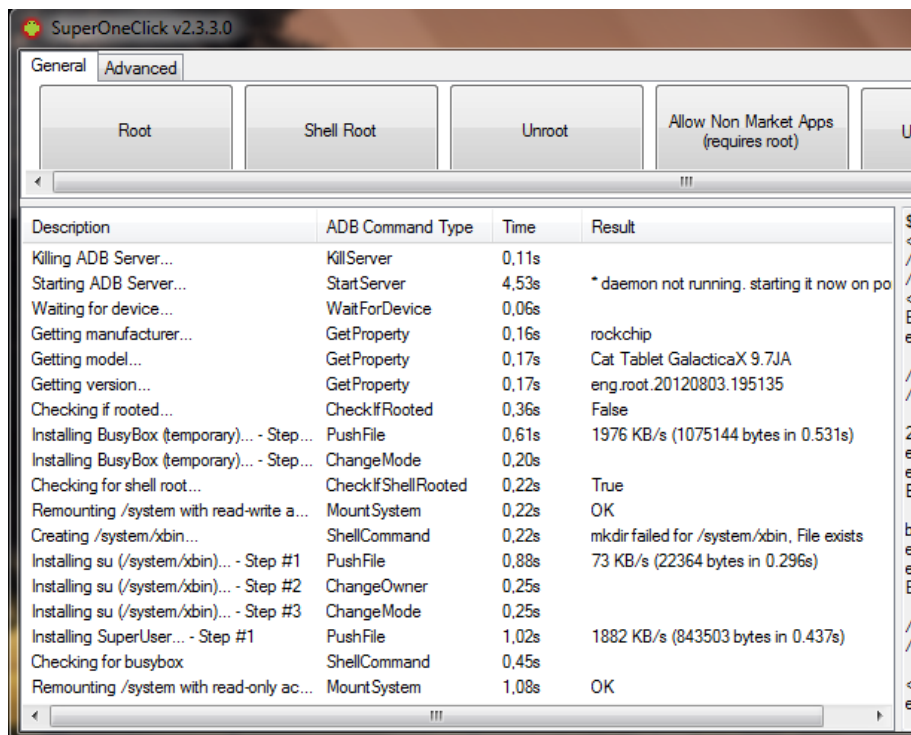 SuperOneClick v2.3.3.0
General Advanced
Root Shell Root Unroot Allow Non Market Apps (requires root) U
Description ADB Command Type Time Result
Killing ADB Server... KillServer 0,11s
Starting ADB Server... StartServer 4,53s * daemon not running. starting it now on po
Waiting for device... WaitForDevice 0,06s
Getting manufacturer... GetProperty 0,16s rockchip
Getting model... GetProperty 0,17s Cat Tablet GalacticaX 9.7JA
Getting version... GetProperty 0,17s eng.root.20120803.195135
Checking if rooted... CheckIfRooted 0,36s False
Installing BusyBox (temporary)... - Step... PushFile 0,61s 1976 KB/s (1075144 bytes in 0.531s)
Installing BusyBox (temporary)... - Step... ChangeMode 0,20s
Checking for shell root... CheckIfShellRooted 0,22s True
Remounting /system with read-write a... MountSystem 0,22s OK
Creating /system/xbin... ShellCommand 0,22s mkdir failed for /system/xbin, File exists
Installing su (/system/xbin)... - Step #1 PushFile 0,88s 73 KB/s (22364 bytes in 0.296s)
Installing su (/system/xbin)... - Step #2 ChangeOwner 0,25s
Installing su (/system/xbin)... - Step #3 ChangeMode 0,25s
Installing SuperUser... - Step #1 PushFile 1,02s 1882 KB/s (843503 bytes in 0.437s)
Checking for busybox ShellCommand 0,45s
Remounting /system with read-only ac... MountSystem 1,08s OK